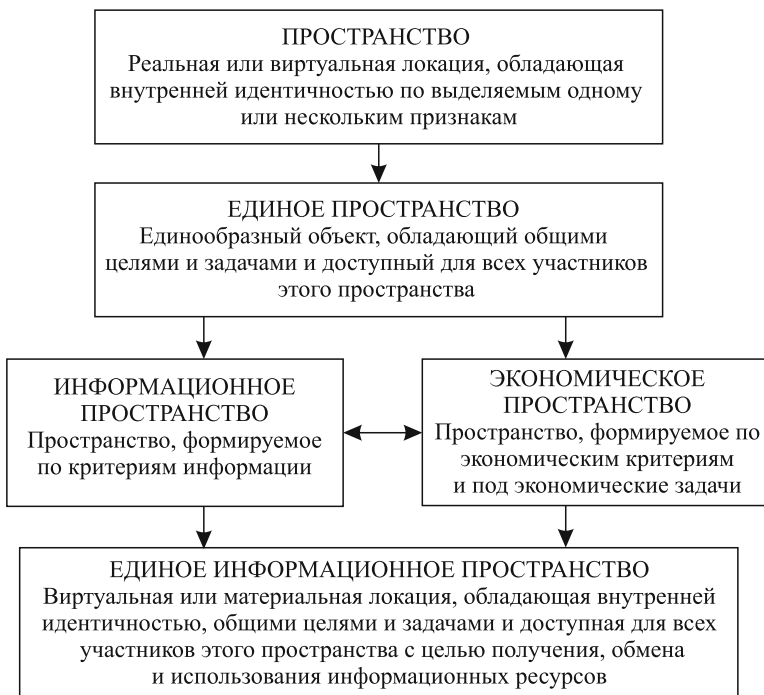 ПРОСТРАНСТВО
Реальная или виртуальная локация, обладающая
внутренней идентичностью по выделяемым одному
или нескольким признакам
ЕДИНОЕ ПРОСТРАНСТВО
Единообразный объект, обладающий общими
целями и задачами и доступный для всех участников
этого пространства
ИНФОРМАЦИОННОЕ
ПРОСТРАНСТВО
Пространство, формируемое
по критериям информации
ЭКОНОМИЧЕСКОЕ
ПРОСТРАНСТВО
Пространство, формируемое по
экономическим критериям
и под экономические задачи
ЕДИНОЕ ИНФОРМАЦИОННОЕ ПРОСТРАНСТВО
Виртуальная или материальная локация, обладающая внутренней
идентичностью, общими целями и задачами и доступная для всех
участников этого пространства с целью получения, обмена
и использования информационных ресурсов